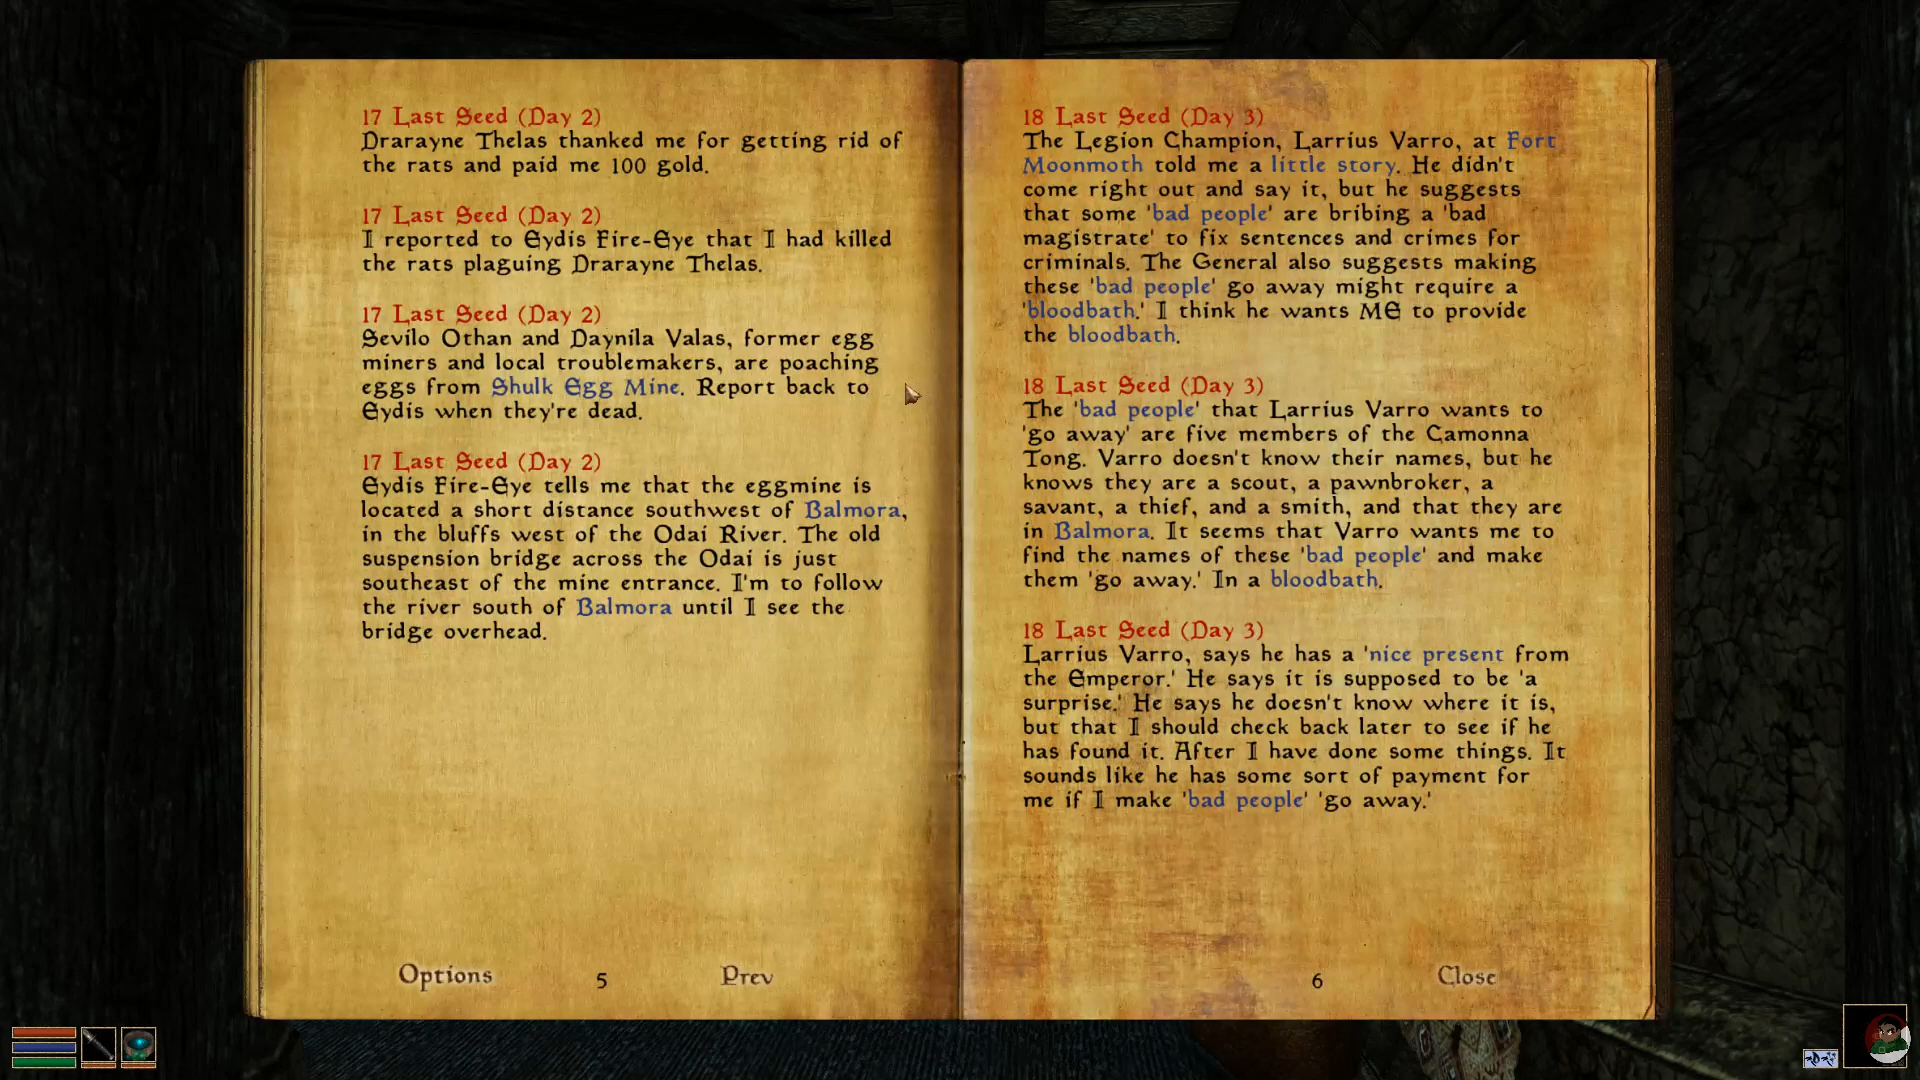 17 Last Seed (Day 2)
Drarayne Thelas thanked me for getting rid of
the rats and paid me 100 gold.
17 Last Seed (Day 2)
I reported to Eydis Fire-Eye that I had killed
the rats plaguing Drarayne Thelas.
17 Last Seed (Day 2)
Sevilo Othan and Daynila Valas, former egg
miners and local troublemakers, are poaching
eggs from Shulk Egg Mine. Report back to
Eydis when they're dead.
17 Last Seed (Day 2)
Eydis Fire-Eye tells me that the eggmine is
located a short distance southwest of Balmora,
in the bluffs west of the Odai River. The old
suspension bridge across the Odai is just
southeast of the mine entrance. I'm to follow
the river south of Balmora until I see the
bridge overhead.
Options 5 Prev
18 Last Seed (Day 3)
The Legion Champion, Larrius Varro, at Fort
Moonmoth told me a little story. He didn't
come right out and say it, but he suggests
that some 'bad people' are bribing a 'bad
magistrate' to fix sentences and crimes for
criminals. The General also suggests making
these 'bad people' go away might require a
'bloodbath.' I think he wants ME to provide
the bloodbath.
18 Last Seed (Day 3)
The 'bad people' that Larrius Varro wants to
'go away' are five members of the Camonna
Tong. Varro doesn't know their names, but he
knows they are a scout, a pawnbroker, a
savant, a thief, and a smith, and that they are
in Balmora. It seems that Varro wants me to
find the names of these 'bad people' and make
them 'go away.' In a bloodbath.
18 Last Seed (Day 3)
Larrius Varro, says he has a 'nice present from
the Emperor.' He says it is supposed to be 'a
surprise.' He says he doesn't know where it is,
but that I should check back later to see if he
has found it. After I have done some things. It
sounds like he has some sort of payment for
me if I make 'bad people' 'go away.'
6 Close